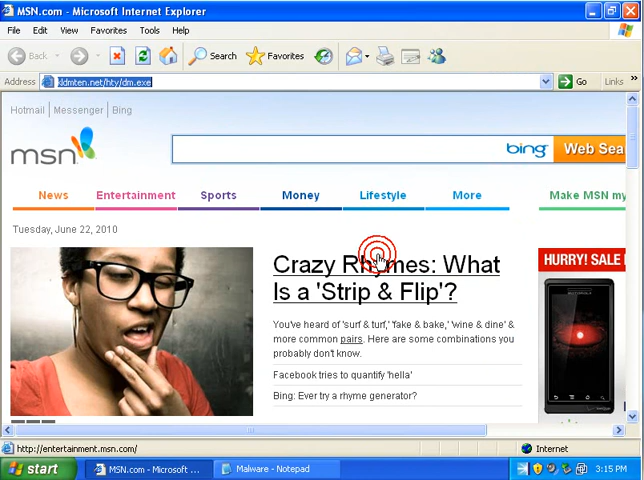 MSN.com - Microsoft Internet Explorer
File Edit View Favorites Tools Help
Back Search Favorites
Address xldmten.net/hty/dm.exe Go Links »
Hotmail Messenger Bing
msn bing Web Sea
News Entertainment Sports Money Lifestyle More Make MSN my
Tuesday, June 22, 2010
Crazy Rhymes: What
Is a 'Strip & Flip'?
HURRY! SALE
You've heard of 'surf & turf,' 'fake & bake,' 'wine & dine' &
more common pairs. Here are some combinations you
probably don't know.
Facebook tries to quantify 'hella'
Bing: Ever try a rhyme generator?
http://entertainment.msn.com/ Internet
start MSN.com - Microsoft ... Malware - Notepad 3:15 PM